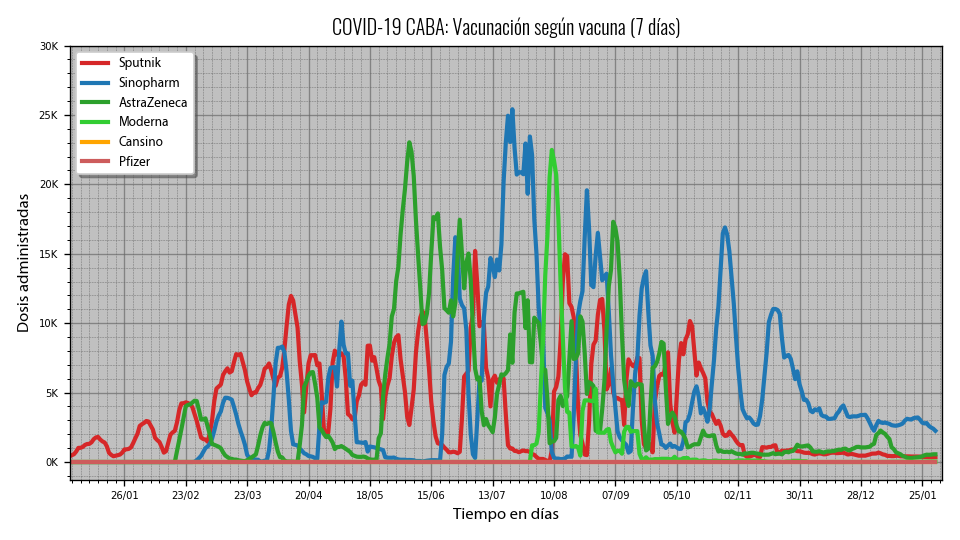 COVID-19 CABA: Vacunación según vacuna (7 días)
30K
25K
20K
15K
10K
5K
0K
Sputnik
Sinopharm
AstraZeneca
Moderna
Cansino
Pfizer
Dosis administradas
26/01 23/02 23/03 20/04 18/05 15/06 13/07 10/08 07/09 05/10 02/11 30/11 28/12 25/01
Tiempo en días